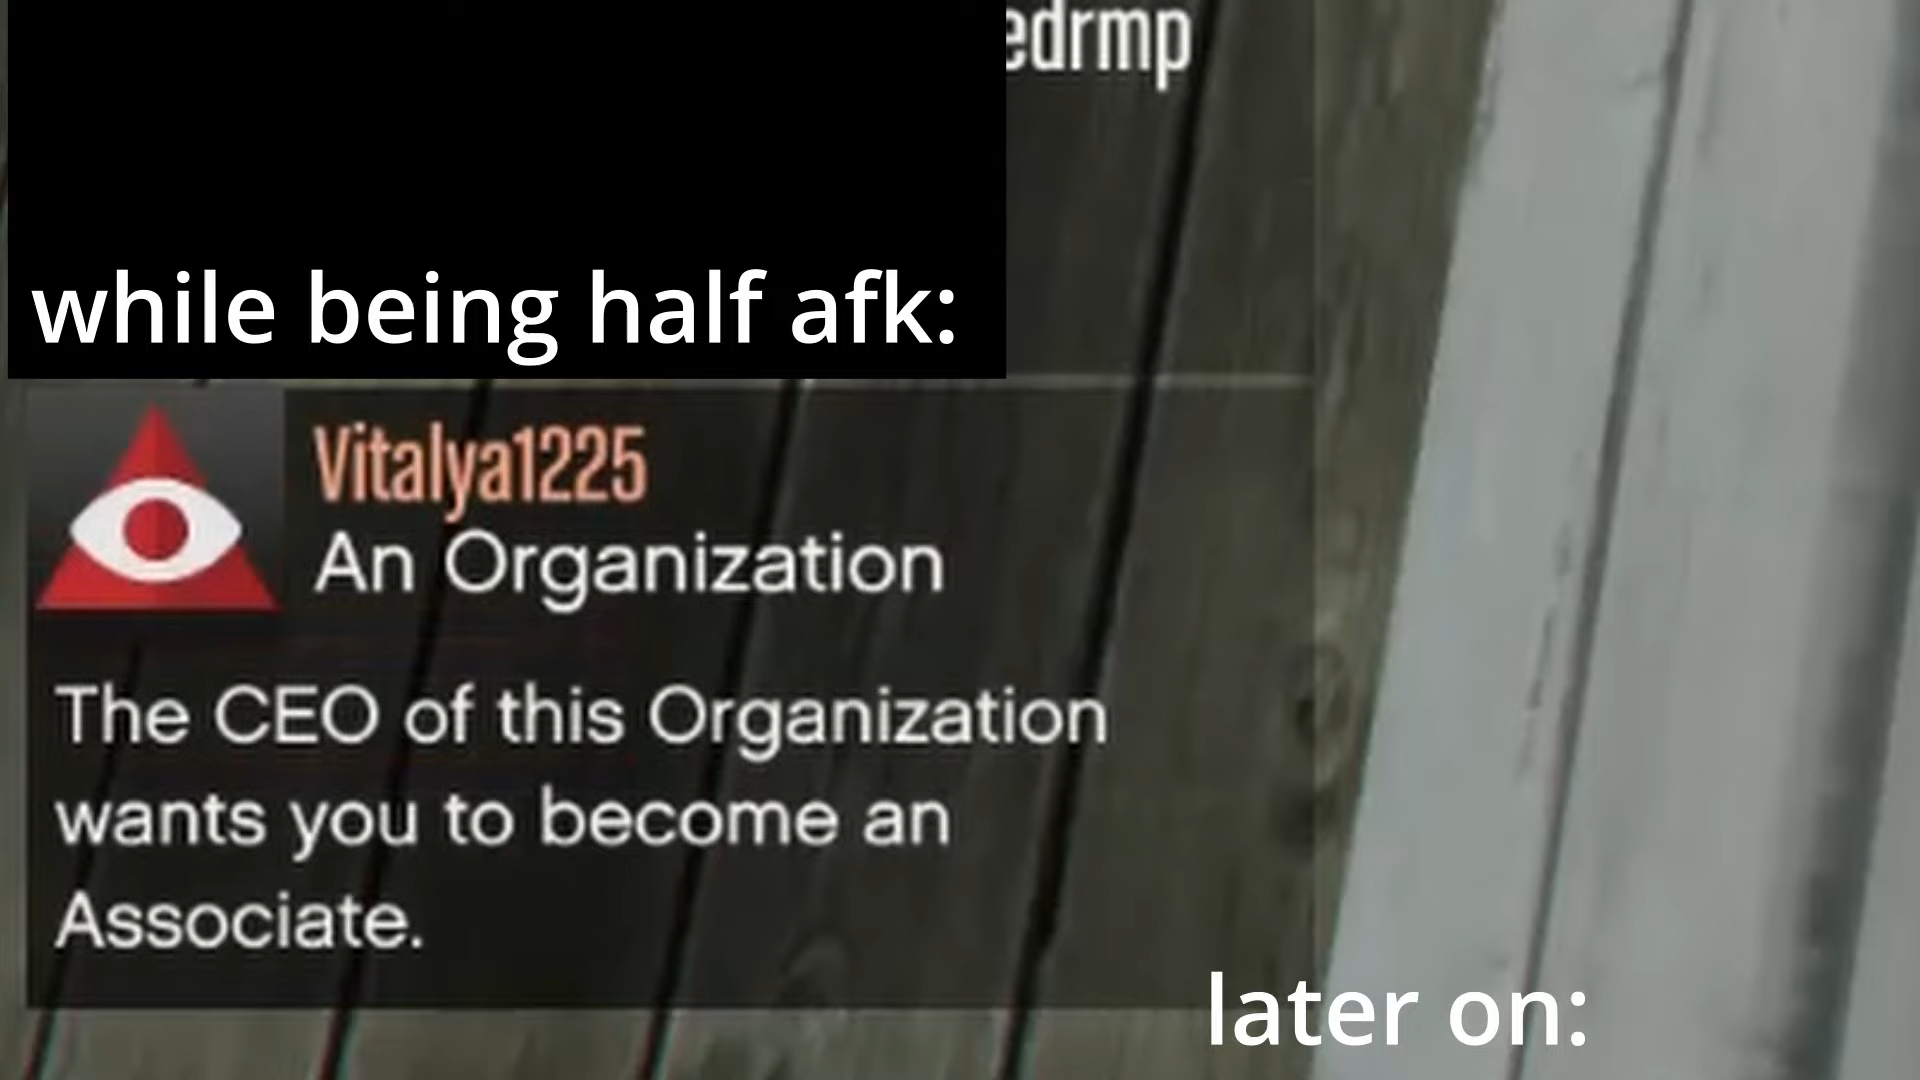 edrmp
while being half afk:
Vitalya1225
An Organization
The CEO of this Organization
wants you to become an
Associate.
later on: